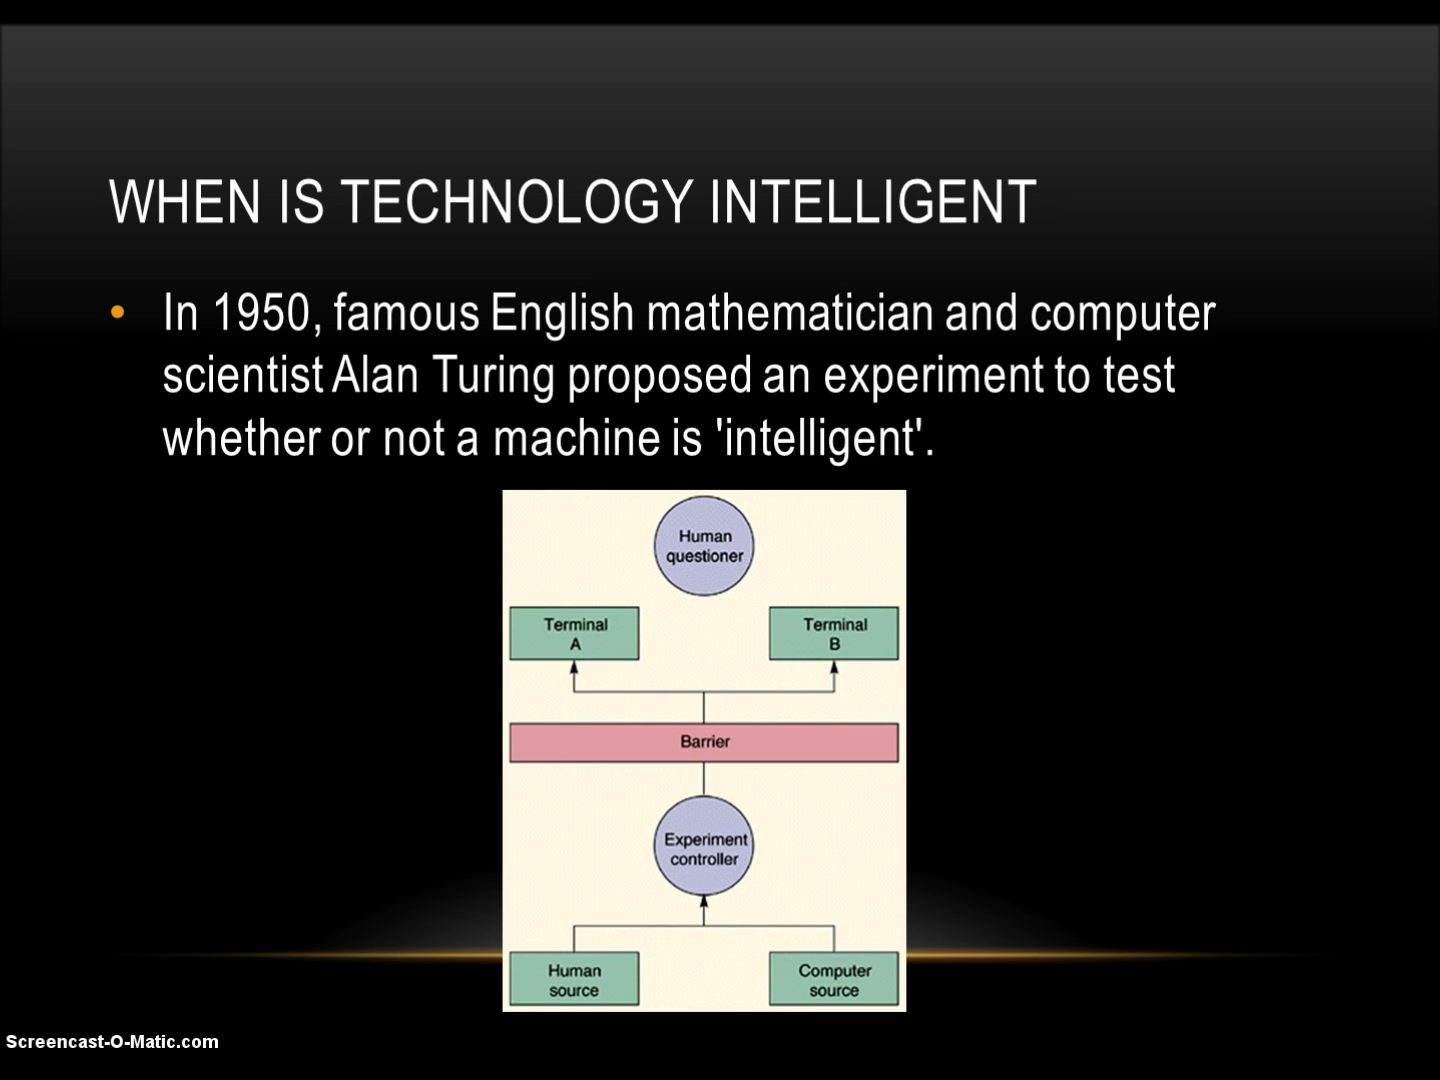 WHEN IS TECHNOLOGY INTELLIGENT
• In 1950, famous English mathematician and computer
scientist Alan Turing proposed an experiment to test
whether or not a machine is 'intelligent'.
Human
questioner
Terminal
A
Terminal
B
Barrier
Experiment
controller
Human
source
Computer
source
Screencast-O-Matic.com